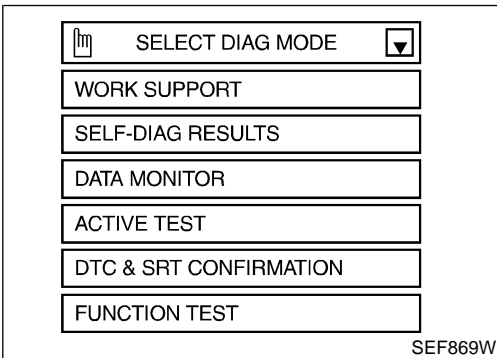 SELECT DIAG MODE
WORK SUPPORT
SELF-DIAG RESULTS
DATA MONITOR
ACTIVE TEST
DTC & SRT CONFIRMATION
FUNCTION TEST
SEF869W